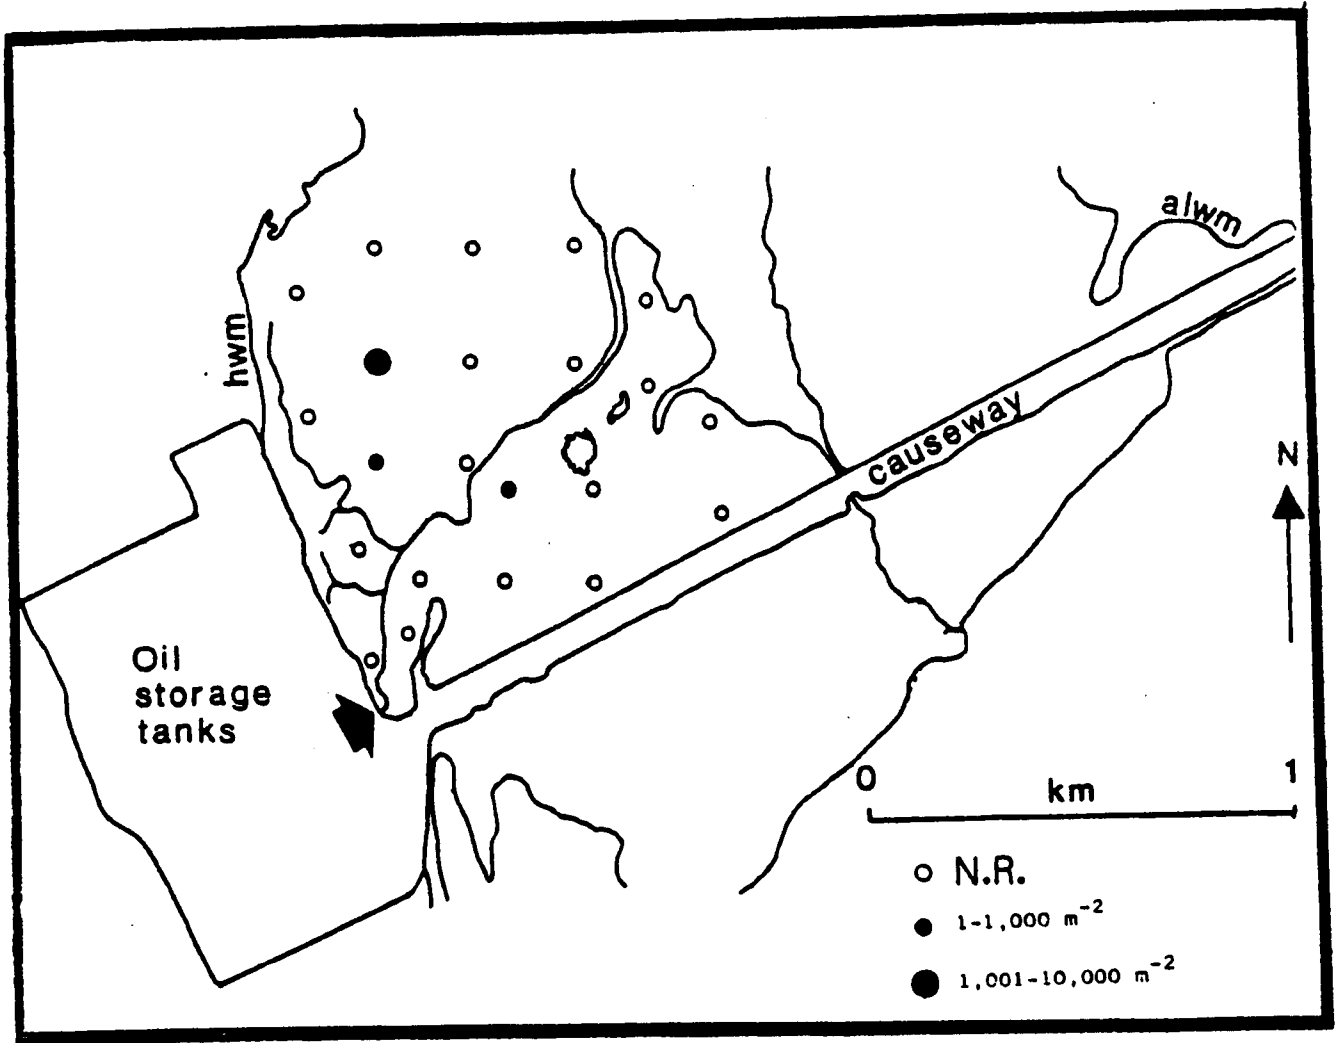 alwm
hwm
causeway
N
Oil
storage
tanks
0
1
km
N.R.
1-1,000 m⁻²
1,001-10,000 m⁻²